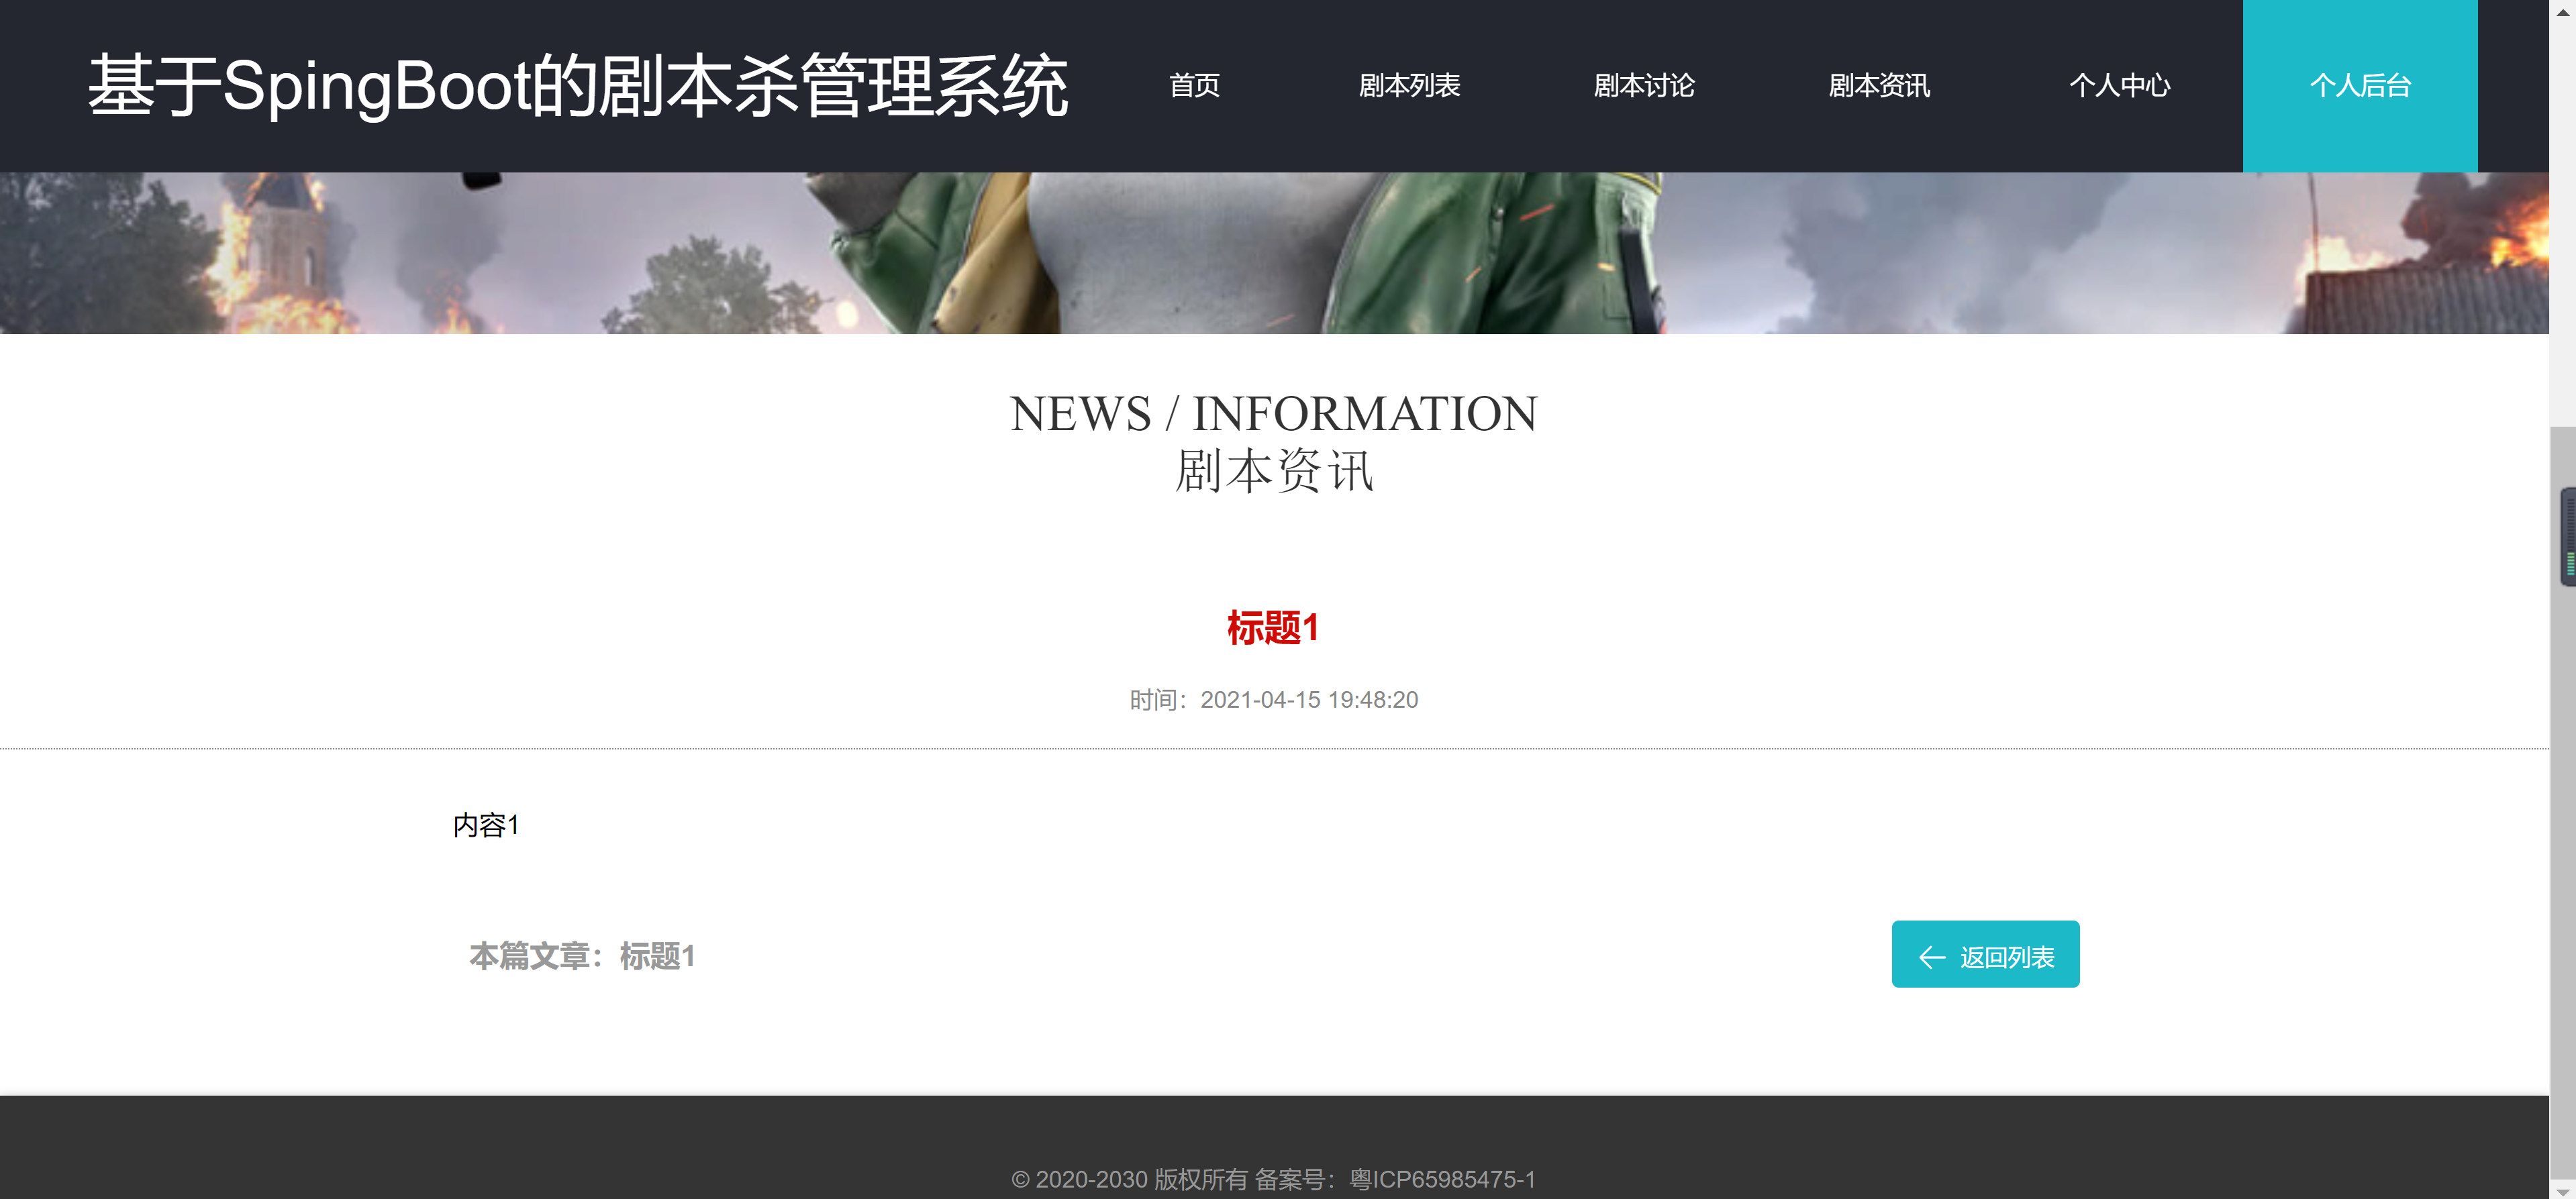 基于SpingBoot的剧本杀管理系统
首页 剧本列表 剧本讨论 剧本资讯 个人中心 个人后台
NEWS / INFORMATION
剧本资讯
标题1
时间：2021-04-15 19:48:20
内容1
本篇文章：标题1
返回列表
© 2020-2030 版权所有 备案号：粤ICP65985475-1